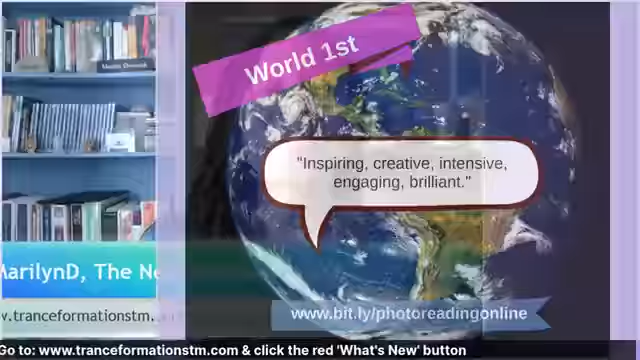 World 1st
"Inspiring, creative, intensive,
engaging, brilliant."
MarilynD, The Ne
v.tranceformationstm.
www.bit.ly/photoreadingonline
Go to: www.tranceformationstm.com & click the red 'What's New' button